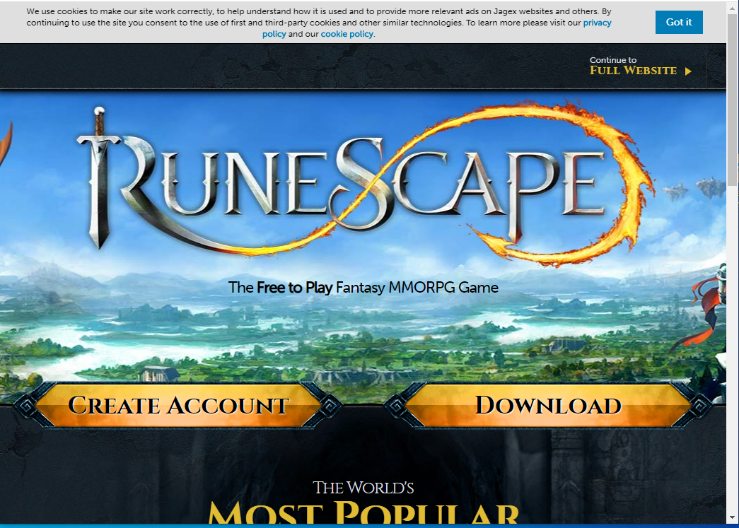 We use cookies to make our site work correctly, to help understand how it is used and to provide more relevant ads on Jagex websites and others. By
continuing to use the site you consent to the use of first and third-party cookies and other similar technologies. To learn more please visit our privacy
policy and our cookie policy.
Got it
Continue to
FULL WEBSITE
RUNESCAPE
The Free to Play Fantasy MMORPG Game
CREATE ACCOUNT
DOWNLOAD
THE WORLD'S
MOST POPULAR